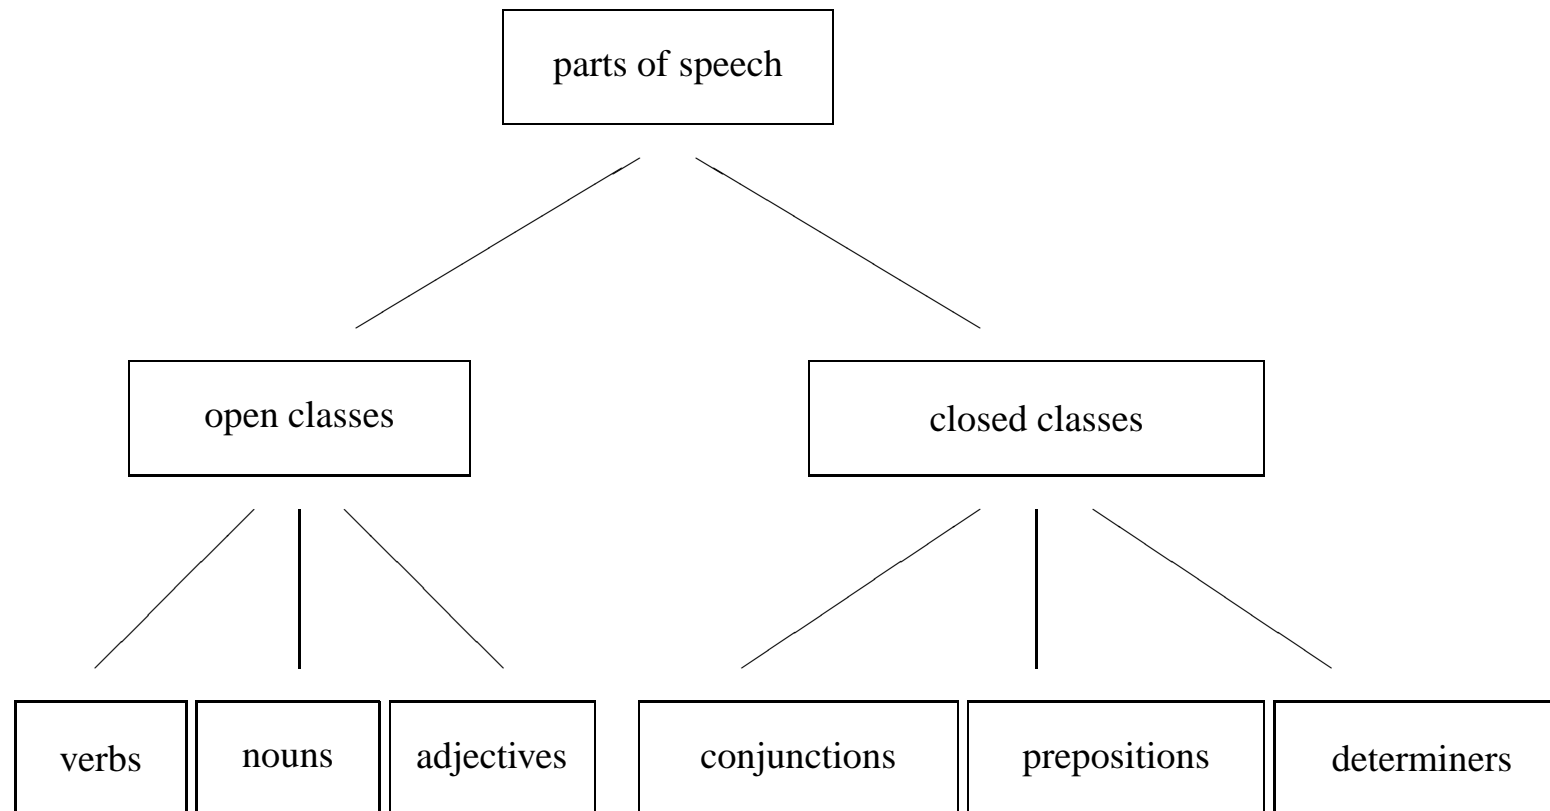 parts of speech
open classes
closed classes
verbs
nouns
adjectives
conjunctions
prepositions
determiners